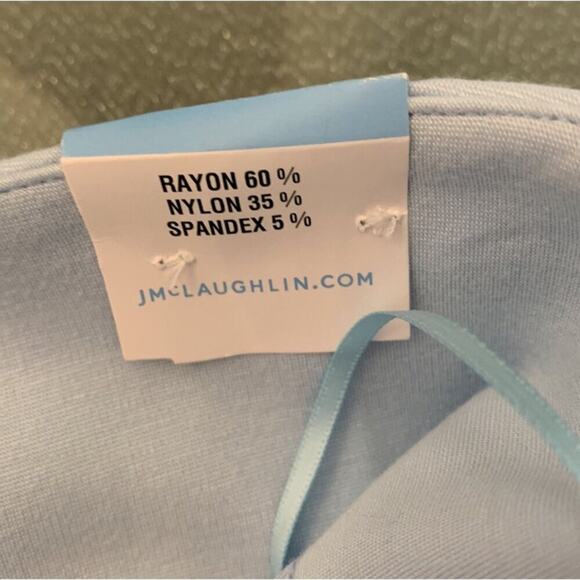 RAYON 60 %
NYLON 35 %
SPANDEX 5 %
JMcLAUGHLIN.COM